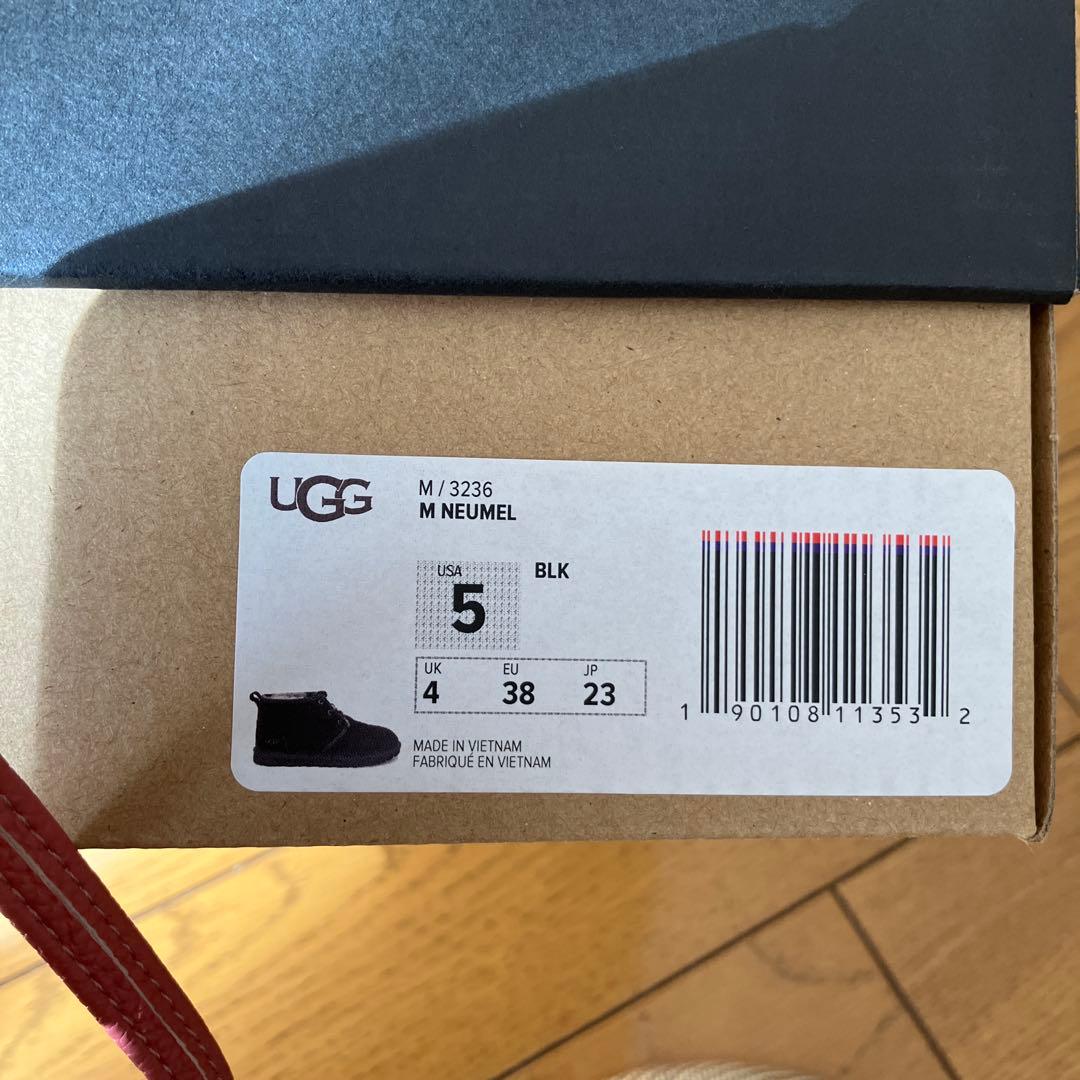 UGG
M / 3236
M NEUMEL
USA
5
BLK
UK EU JP
4 38 23
MADE IN VIETNAM
FABRIQUÉ EN VIETNAM
1 90108 11353 2